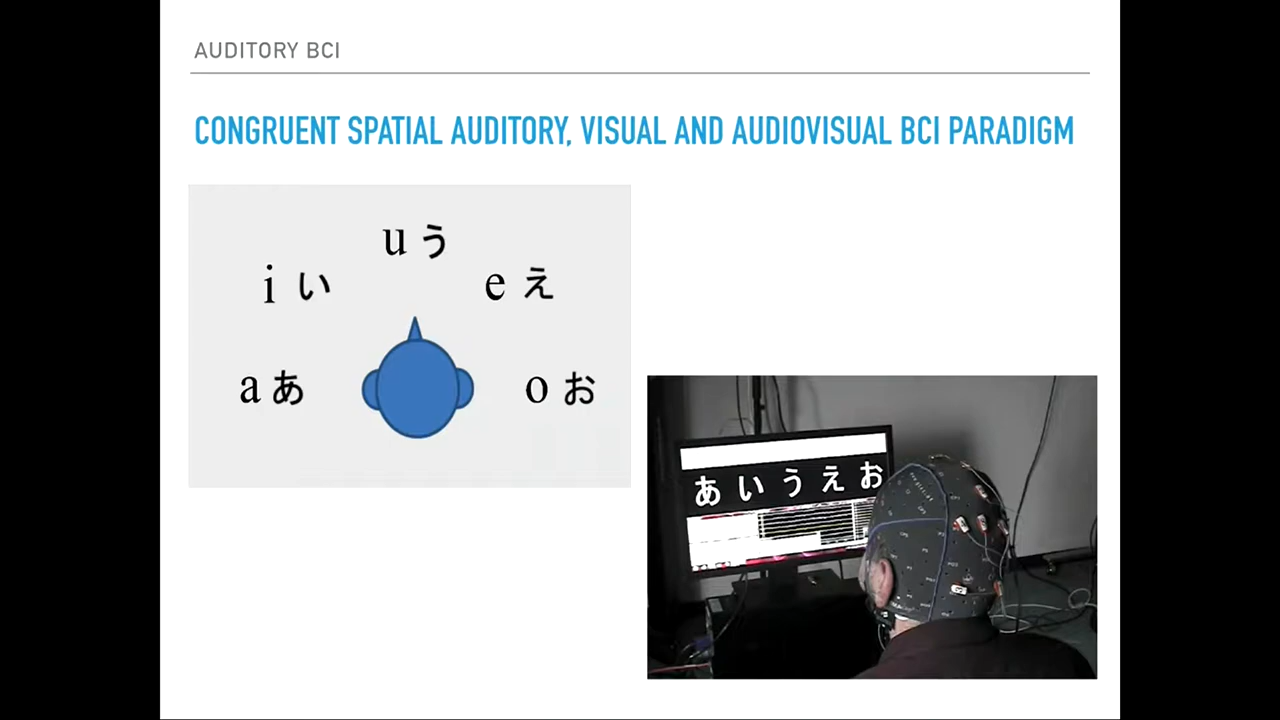 AUDITORY BCI
CONGRUENT SPATIAL AUDITORY, VISUAL AND AUDIOVISUAL BCI PARADIGM
u う
i い
e え
a あ
o お
あ い う え お